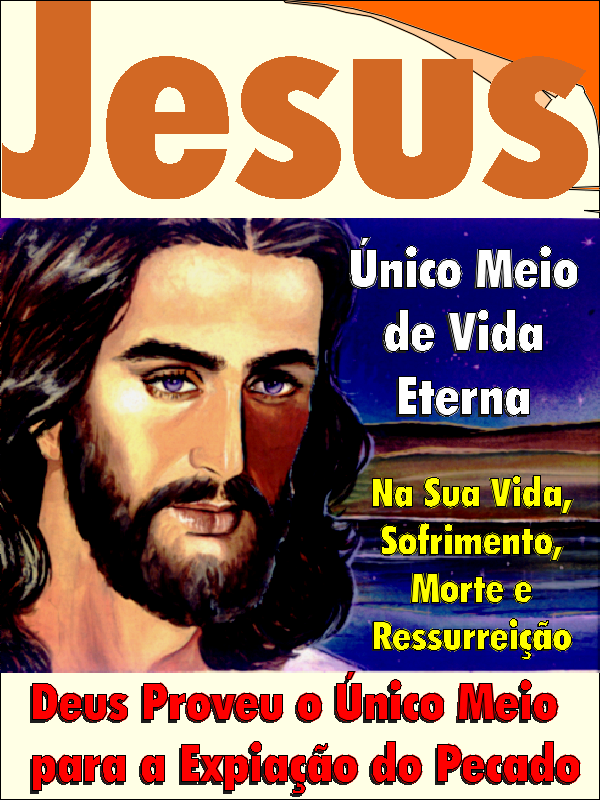 Jesus
Único Meio
de Vida
Eterna
Na Sua Vida,
Sofrimento,
Morte e
Ressurreição
Deus Proveu o Único Meio
para a Expiação do Pecado